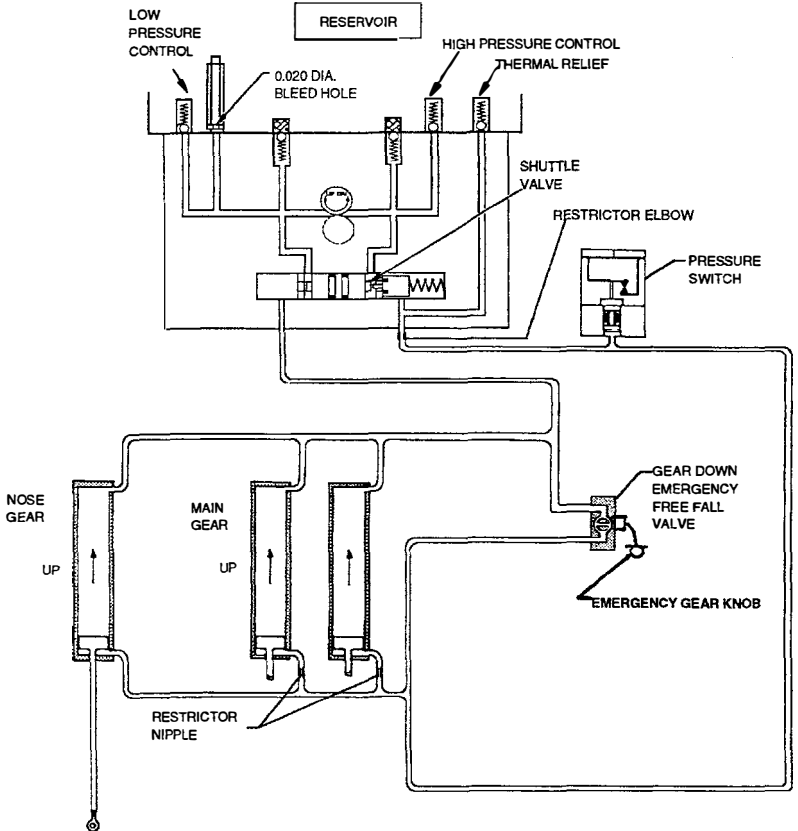 LOW
PRESSURE
CONTROL
RESERVOIR
0.020 DIA.
BLEED HOLE
HIGH PRESSURE CONTROL
THERMAL RELIEF
SHUTTLE
VALVE
RESTRICTOR ELBOW
PRESSURE
SWITCH
NOSE
GEAR
UP
MAIN
GEAR
UP
GEAR DOWN
EMERGENCY
FREE FALL
VALVE
EMERGENCY GEAR KNOB
RESTRICTOR
NIPPLE